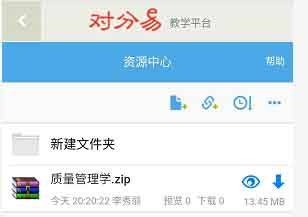 对分易 教学平台
资源中心 帮助
新建文件夹
质量管理学.zip
今天 20:20:22 李秀丽 预览 0 下载 0 13.45 MB